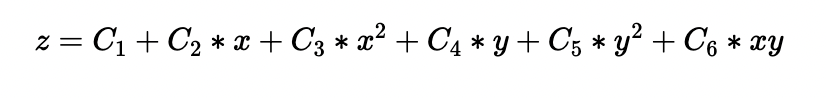 z = C₁ + C₂ * x + C₃ * x² + C₄ * y + C₅ * y² + C₆ * xy